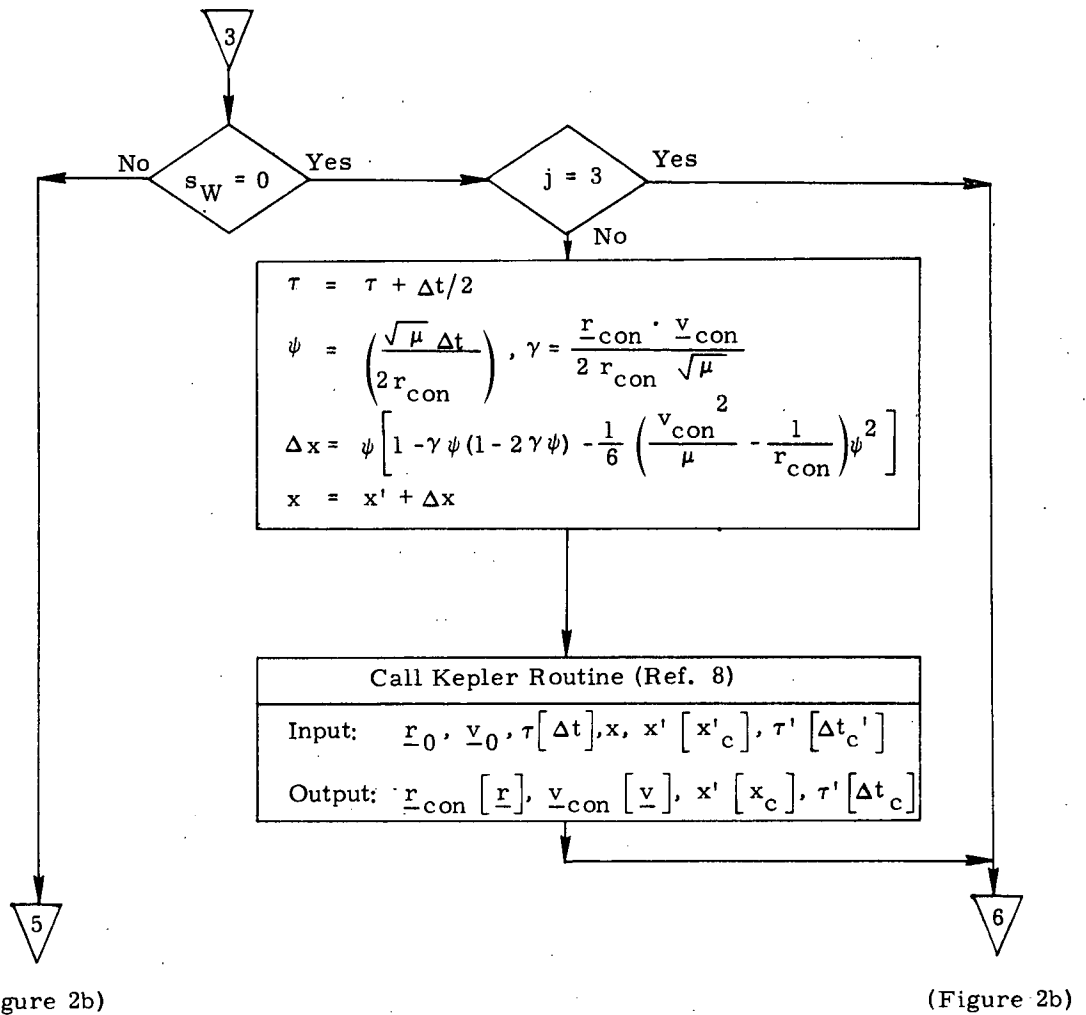 3
No
s_W = 0
Yes
j = 3
Yes
No
τ = τ + Δt/2
ψ = ( √μ Δt / 2 r_con ) , γ = r_con · v_con / 2 r_con √μ
Δx = ψ [ 1 - γ ψ (1 - 2 γ ψ) - 1/6 ( v_con^2 / μ - 1 / r_con ) ψ^2 ]
x = x' + Δx
Call Kepler Routine (Ref. 8)
Input: r_0, v_0, τ[Δt], x, x' [x'_c], τ' [Δt_c']
Output: r_con [r], v_con [v], x' [x_c], τ' [Δt_c]
5
6
gure 2b)
(Figure 2b)